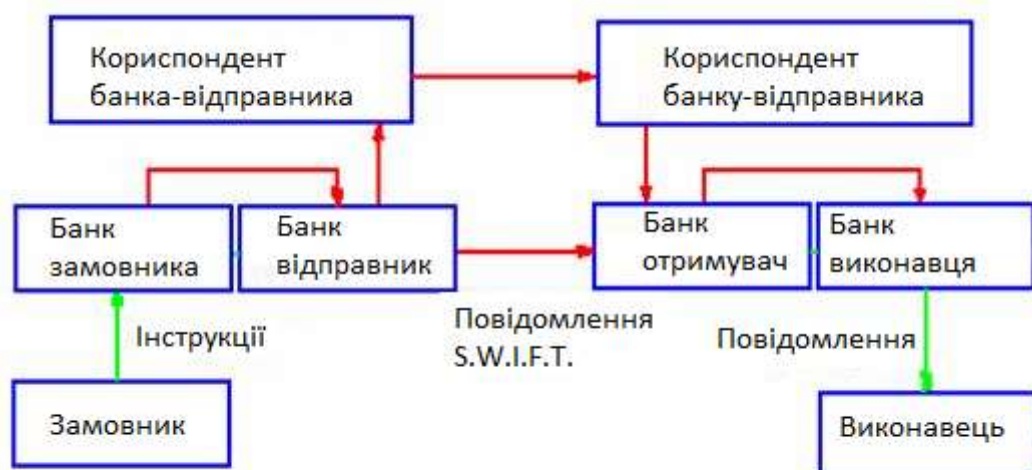 Кориспондент
банка-відправника
Кориспондент
банку-відправника
Банк
замовника
Банк
відправник
Банк
отримувач
Банк
виконавця
Інструкції
Повідомлення
S.W.I.F.T.
Повідомлення
Замовник
Виконавець